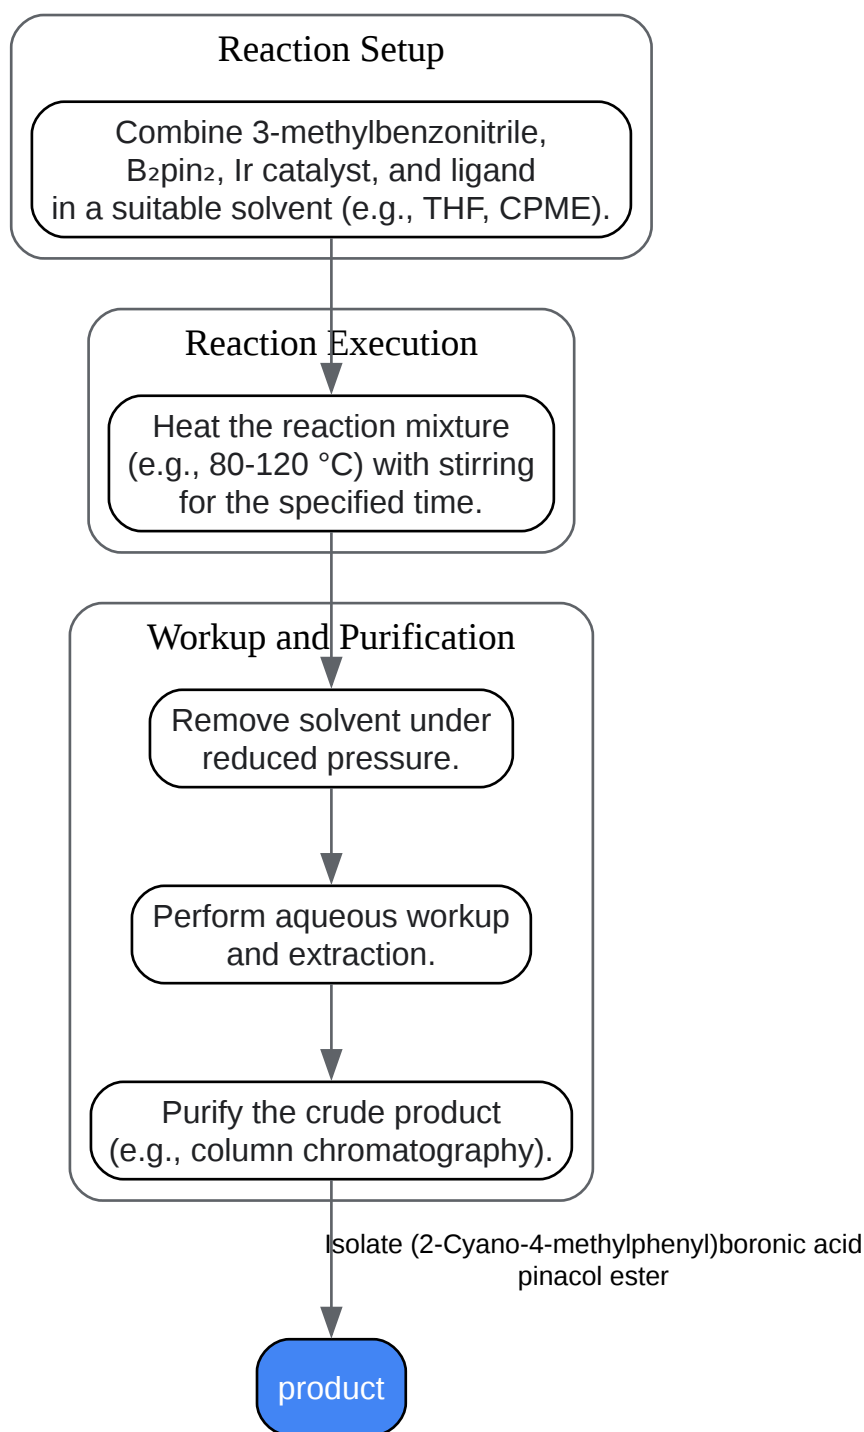 Reaction Setup
Combine 3-methylbenzonitrile,
B₂pin₂, Ir catalyst, and ligand
in a suitable solvent (e.g., THF, CPME).
Reaction Execution
Heat the reaction mixture
(e.g., 80-120 °C) with stirring
for the specified time.
Workup and Purification
Remove solvent under
reduced pressure.
Perform aqueous workup
and extraction.
Purify the crude product
(e.g., column chromatography).
Isolate (2-Cyano-4-methylphenyl)boronic acid
pinacol ester
product